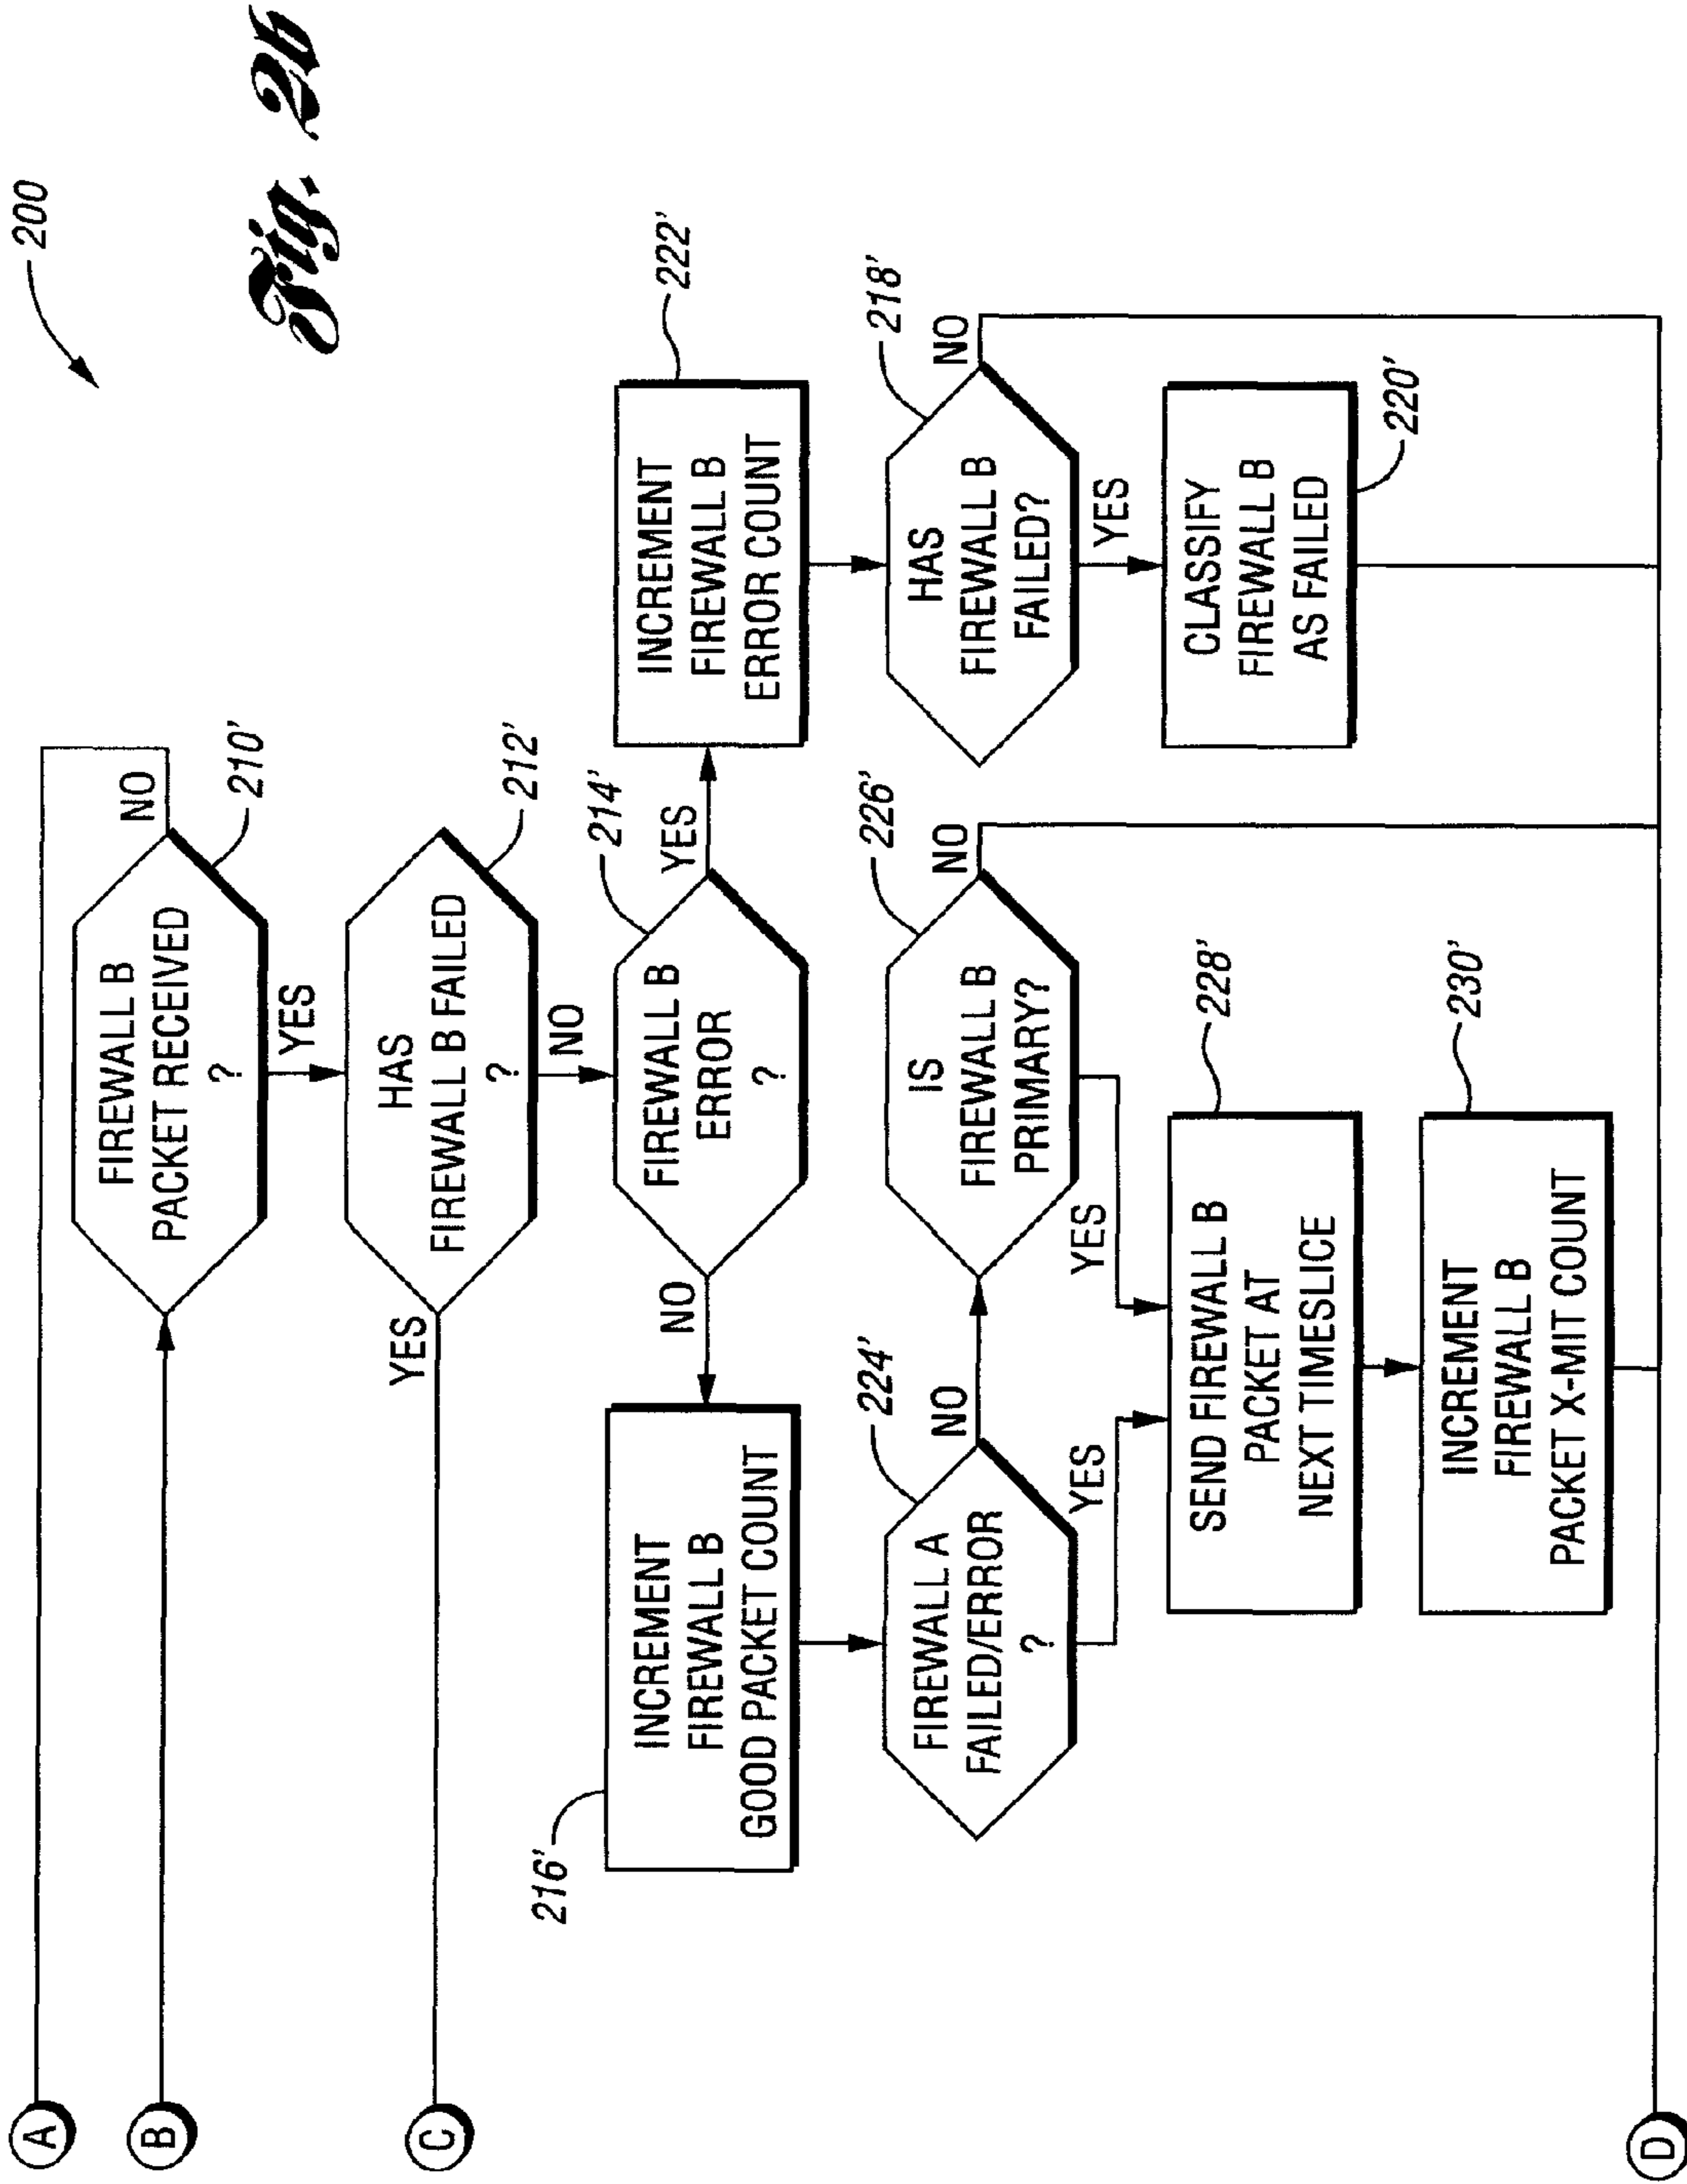 200
Fig. 2b
A
B
C
D
FIREWALL B
PACKET RECEIVED
?
210'
NO
YES
HAS
FIREWALL B FAILED
?
212'
YES
NO
FIREWALL B
ERROR
?
214'
NO
YES
INCREMENT
FIREWALL B
GOOD PACKET COUNT
216'
INCREMENT
FIREWALL B
ERROR COUNT
222'
FIREWALL A
FAILED/ERROR
?
224'
NO
YES
IS
FIREWALL B
PRIMARY?
226'
NO
YES
HAS
FIREWALL B
FAILED?
218'
NO
YES
SEND FIREWALL B
PACKET AT
NEXT TIMESLICE
228'
CLASSIFY
FIREWALL B
AS FAILED
220'
INCREMENT
FIREWALL B
PACKET X-MIT COUNT
230'